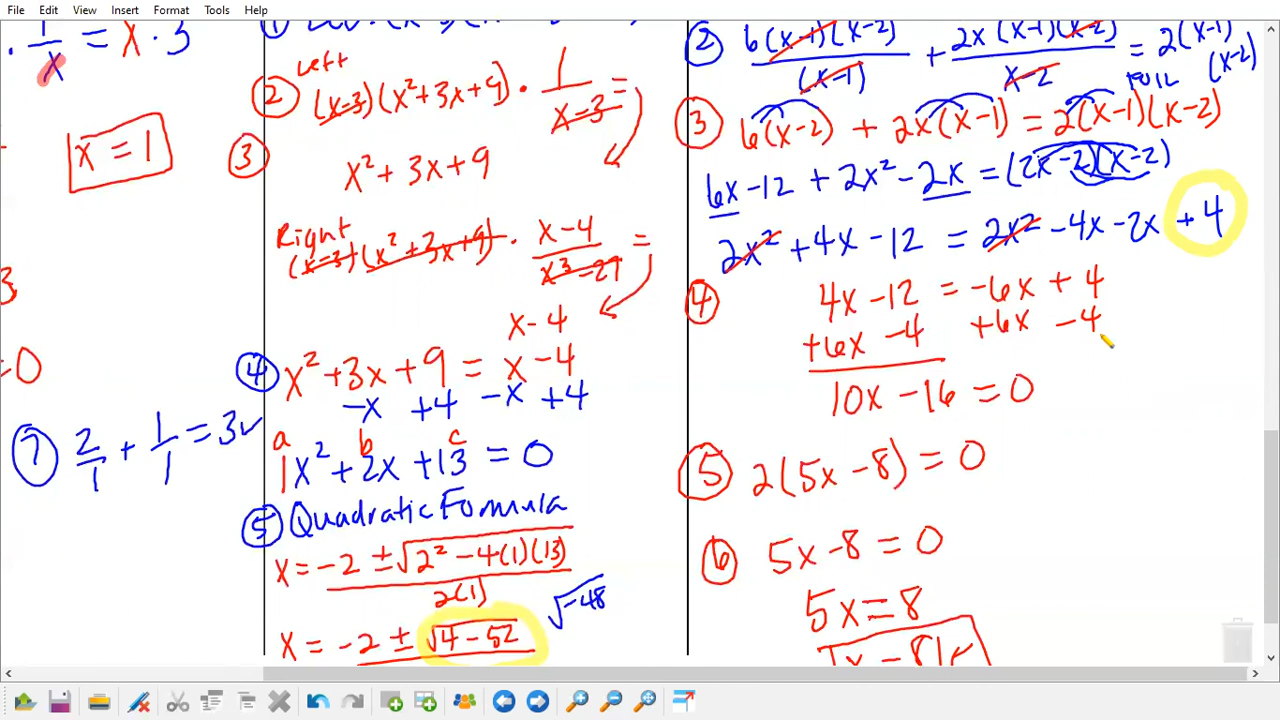 File Edit View Insert Format Tools Help
· 1/x = x · 3
x = 1
= 0
⑦ 2/1 + 1/1 = 3 ✓
② Left
(x-3)(x²+3x+9) · 1/(x-3) =
③ x² + 3x + 9
Right
(x-3)(x²+3x+9) · (x-4)/(x³-27) =
x - 4
④ x² + 3x + 9 = x - 4
-x +4 -x +4
a b c
1x² + 2x + 13 = 0
⑤ Quadratic Formula
x = (-2 ± √(2² - 4(1)(13)))/(2(1))
√-48
x = -2 ± √4-52
② 6(x-1)(x-2)/(x-1) + 2x(x-1)(x-2)/(x-2) = 2(x-1)(x-2)
FOIL
③ 6(x-2) + 2x(x-1) = 2(x-1)(x-2)
6x - 12 + 2x² - 2x = (2x-2)(x-2)
2x² + 4x - 12 = 2x² - 4x - 2x + 4
④ 4x - 12 = -6x + 4
+6x - 4 +6x - 4
10x - 16 = 0
⑤ 2(5x - 8) = 0
⑥ 5x - 8 = 0
5x = 8